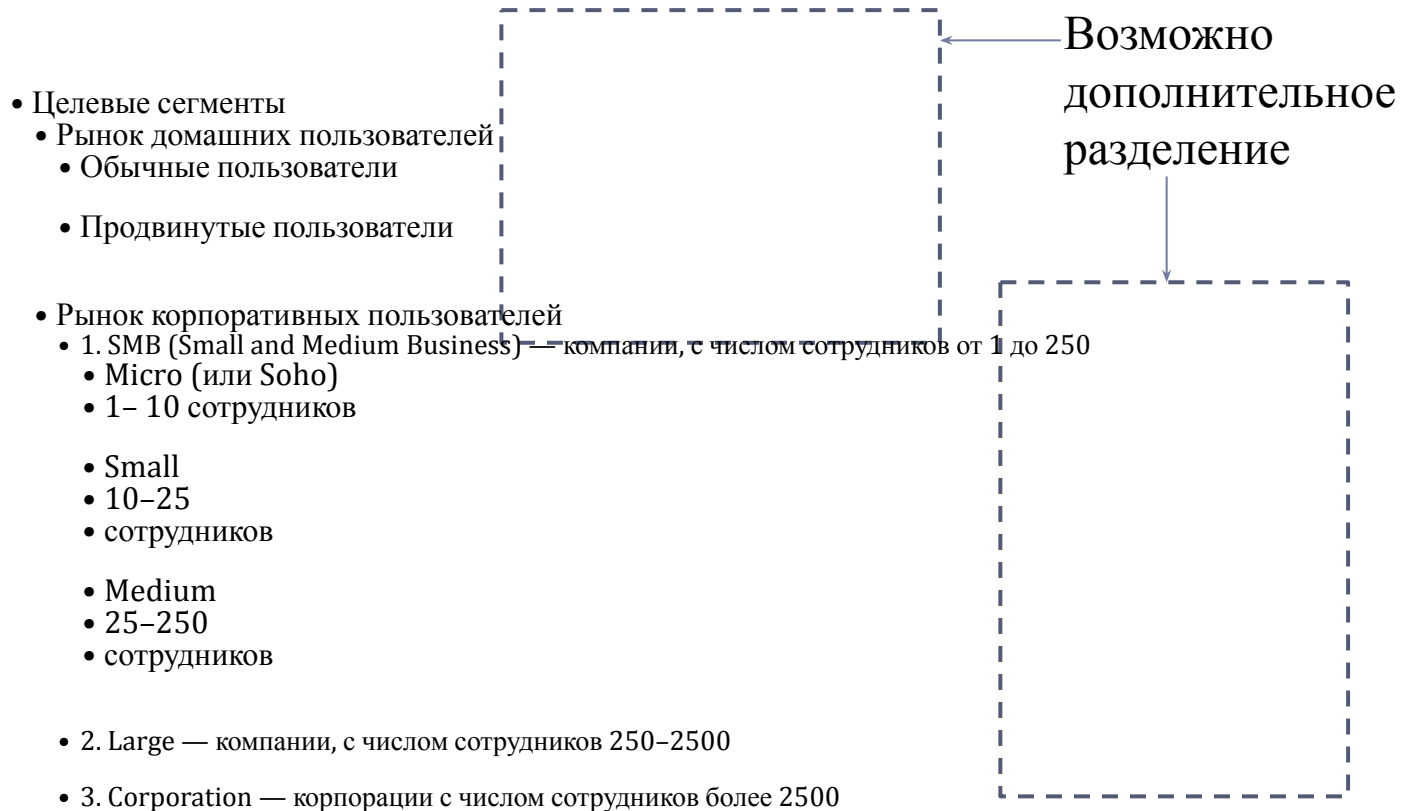 Возможно
дополнительное
разделение
• Целевые сегменты
• Рынок домашних пользователей
• Обычные пользователи
• Продвинутые пользователи
• Рынок корпоративных пользователей
• 1. SMB (Small and Medium Business) — компании, с числом сотрудников от 1 до 250
• Micro (или Soho)
• 1– 10 сотрудников
• Small
• 10–25
• сотрудников
• Medium
• 25–250
• сотрудников
• 2. Large — компании, с числом сотрудников 250–2500
• 3. Corporation — корпорации с числом сотрудников более 2500